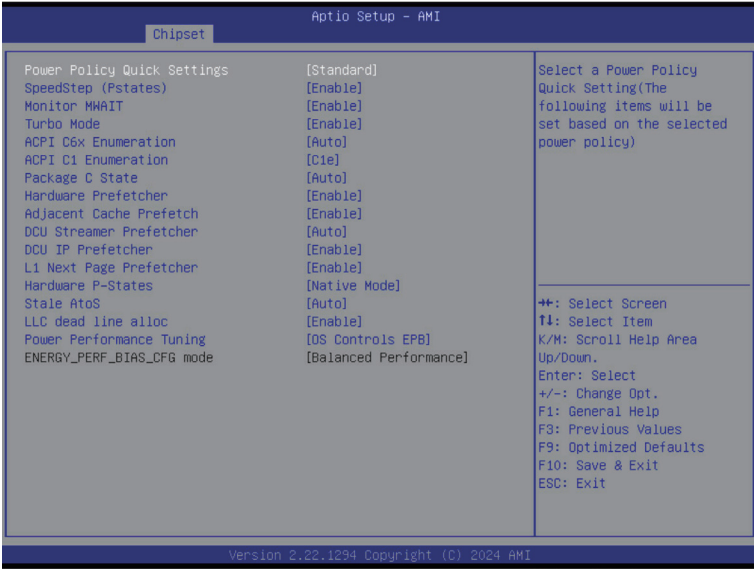 Aptio Setup – AMI
Chipset
Power Policy Quick Settings [Standard]
SpeedStep (Pstates) [Enable]
Monitor MWAIT [Enable]
Turbo Mode [Enable]
ACPI C6x Enumeration [Auto]
ACPI C1 Enumeration [C1e]
Package C State [Auto]
Hardware Prefetcher [Enable]
Adjacent Cache Prefetch [Enable]
DCU Streamer Prefetcher [Auto]
DCU IP Prefetcher [Enable]
L1 Next Page Prefetcher [Enable]
Hardware P-States [Native Mode]
Stale AtoS [Auto]
LLC dead line alloc [Enable]
Power Performance Tuning [OS Controls EPB]
ENERGY_PERF_BIAS_CFG mode [Balanced Performance]
Select a Power Policy
Quick Setting(The
following items will be
set based on the selected
power policy)
→←: Select Screen
↑↓: Select Item
K/M: Scroll Help Area
Up/Down.
Enter: Select
+/-: Change Opt.
F1: General Help
F3: Previous Values
F9: Optimized Defaults
F10: Save & Exit
ESC: Exit
Version 2.22.1294 Copyright (C) 2024 AMI